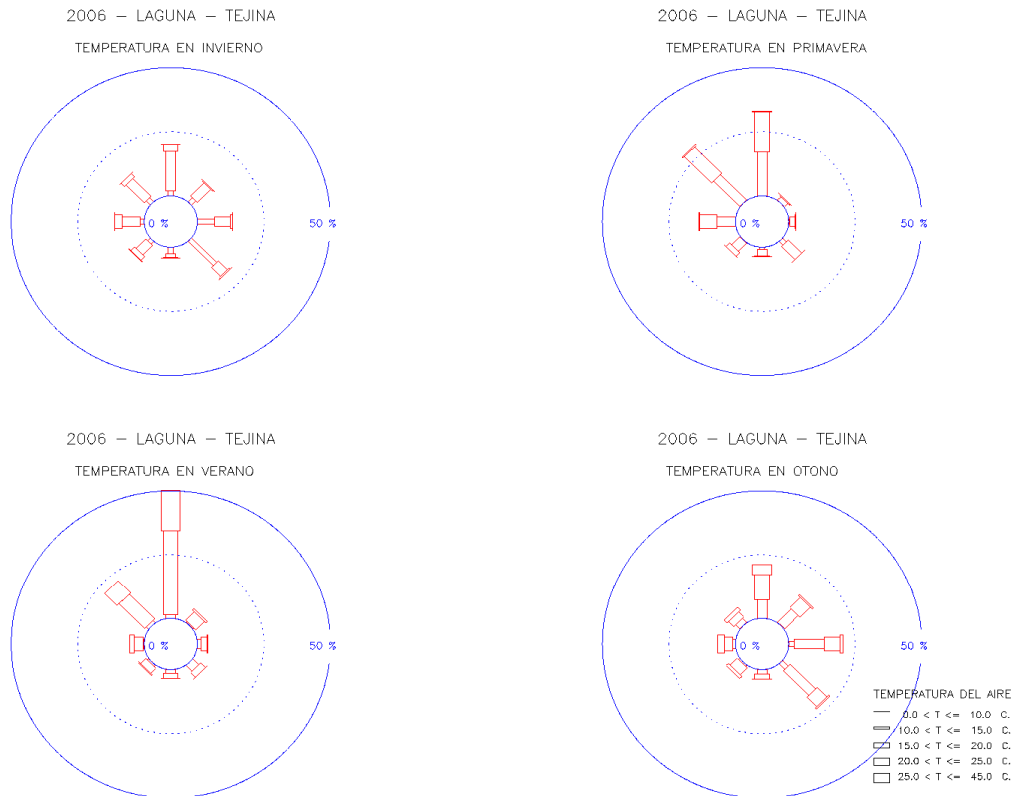 2006 – LAGUNA – TEJINA
TEMPERATURA EN INVIERNO
0 %
50 %
2006 – LAGUNA – TEJINA
TEMPERATURA EN PRIMAVERA
0 %
50 %
2006 – LAGUNA – TEJINA
TEMPERATURA EN VERANO
0 %
50 %
2006 – LAGUNA – TEJINA
TEMPERATURA EN OTONO
0 %
50 %
TEMPERATURA DEL AIRE
0.0 < T <= 10.0 C.
10.0 < T <= 15.0 C.
15.0 < T <= 20.0 C.
20.0 < T <= 25.0 C.
25.0 < T <= 45.0 C.